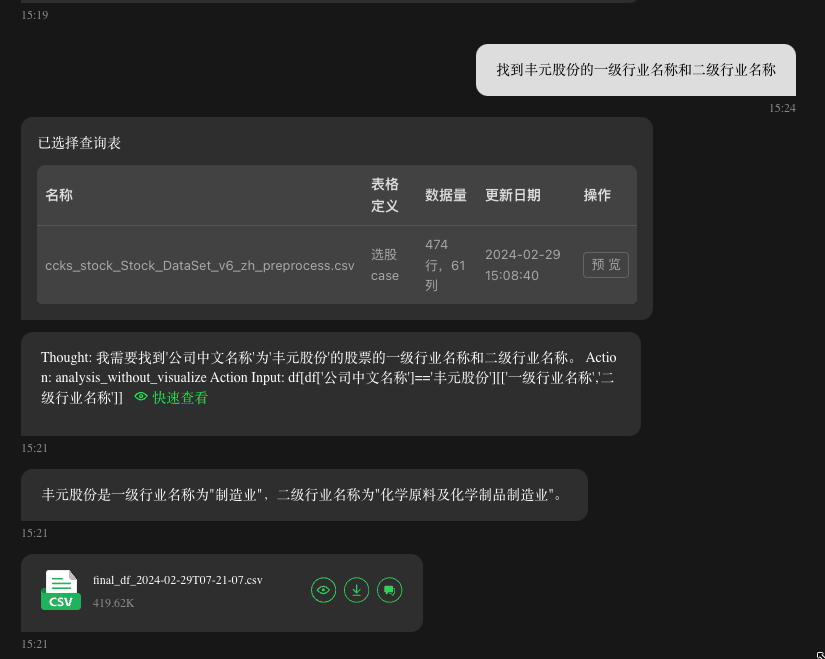 15:19
找到丰元股份的一级行业名称和二级行业名称
15:24
已选择查询表
名称 表格定义 数据量 更新日期 操作
ccks_stock_Stock_DataSet_v6_zh_preprocess.csv 选股case 474行，61列 2024-02-29 15:08:40 预 览
Thought: 我需要找到'公司中文名称'为'丰元股份'的股票的一级行业名称和二级行业名称。 Actio
n: analysis_without_visualize Action Input: df[df['公司中文名称']=='丰元股份'][['一级行业名称','二
级行业名称']] 快速查看
15:21
丰元股份是一级行业名称为"制造业"，二级行业名称为"化学原料及化学制品制造业"。
15:21
CSV
final_df_2024-02-29T07-21-07.csv
419.62K
15:21